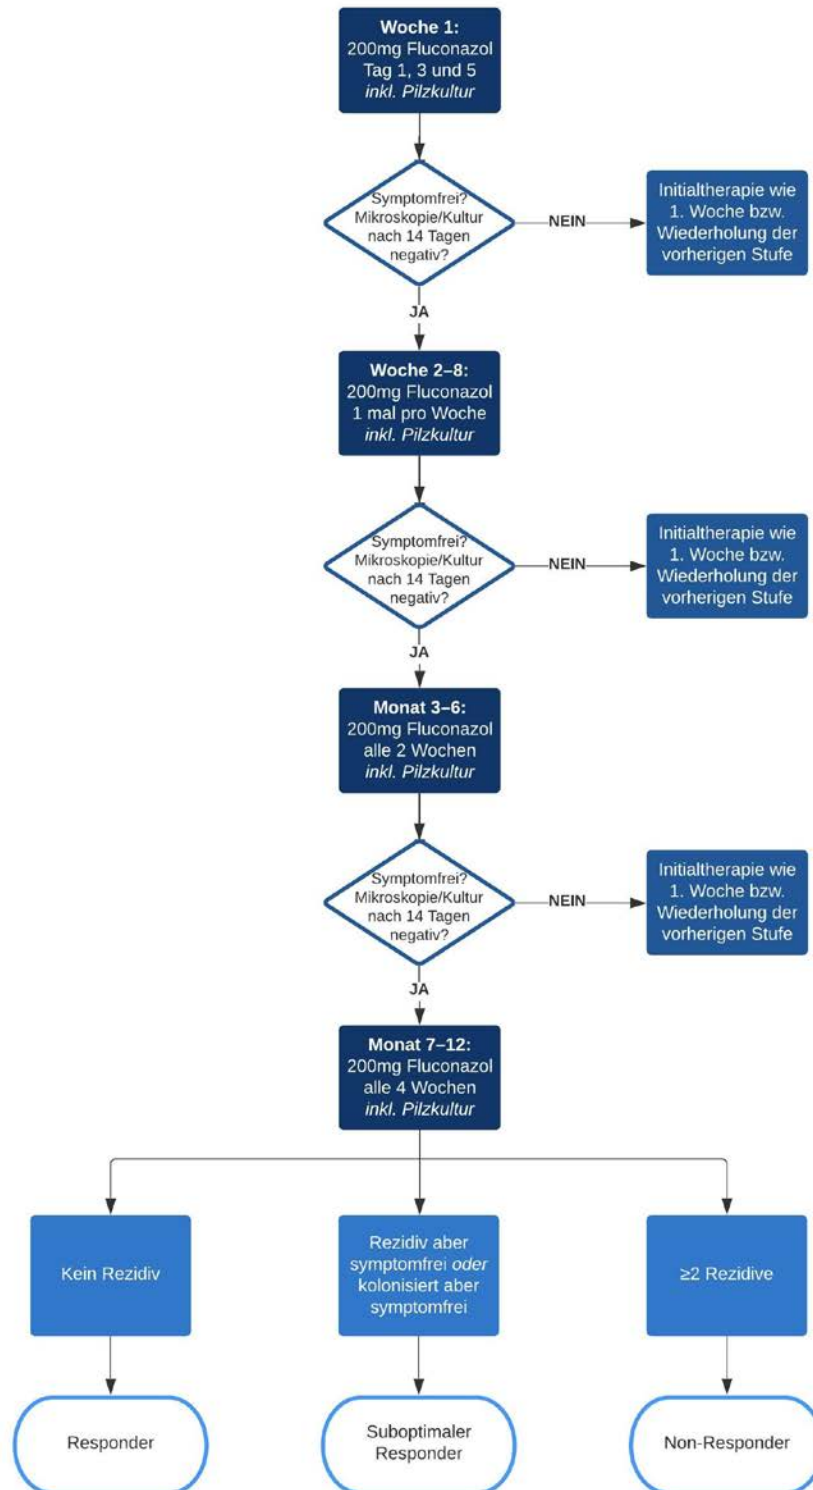 Woche 1:
200mg Fluconazol
Tag 1, 3 und 5
inkl. Pilzkultur
Symptomfrei?
Mikroskopie/Kultur
nach 14 Tagen
negativ?
NEIN
Initialtherapie wie
1. Woche bzw.
Wiederholung der
vorherigen Stufe
JA
Woche 2–8:
200mg Fluconazol
1 mal pro Woche
inkl. Pilzkultur
Symptomfrei?
Mikroskopie/Kultur
nach 14 Tagen
negativ?
NEIN
Initialtherapie wie
1. Woche bzw.
Wiederholung der
vorherigen Stufe
JA
Monat 3–6:
200mg Fluconazol
alle 2 Wochen
inkl. Pilzkultur
Symptomfrei?
Mikroskopie/Kultur
nach 14 Tagen
negativ?
NEIN
Initialtherapie wie
1. Woche bzw.
Wiederholung der
vorherigen Stufe
JA
Monat 7–12:
200mg Fluconazol
alle 4 Wochen
inkl. Pilzkultur
Kein Rezidiv
Rezidiv aber
symptomfrei oder
kolonisiert aber
symptomfrei
≥2 Rezidive
Responder
Suboptimaler
Responder
Non-Responder